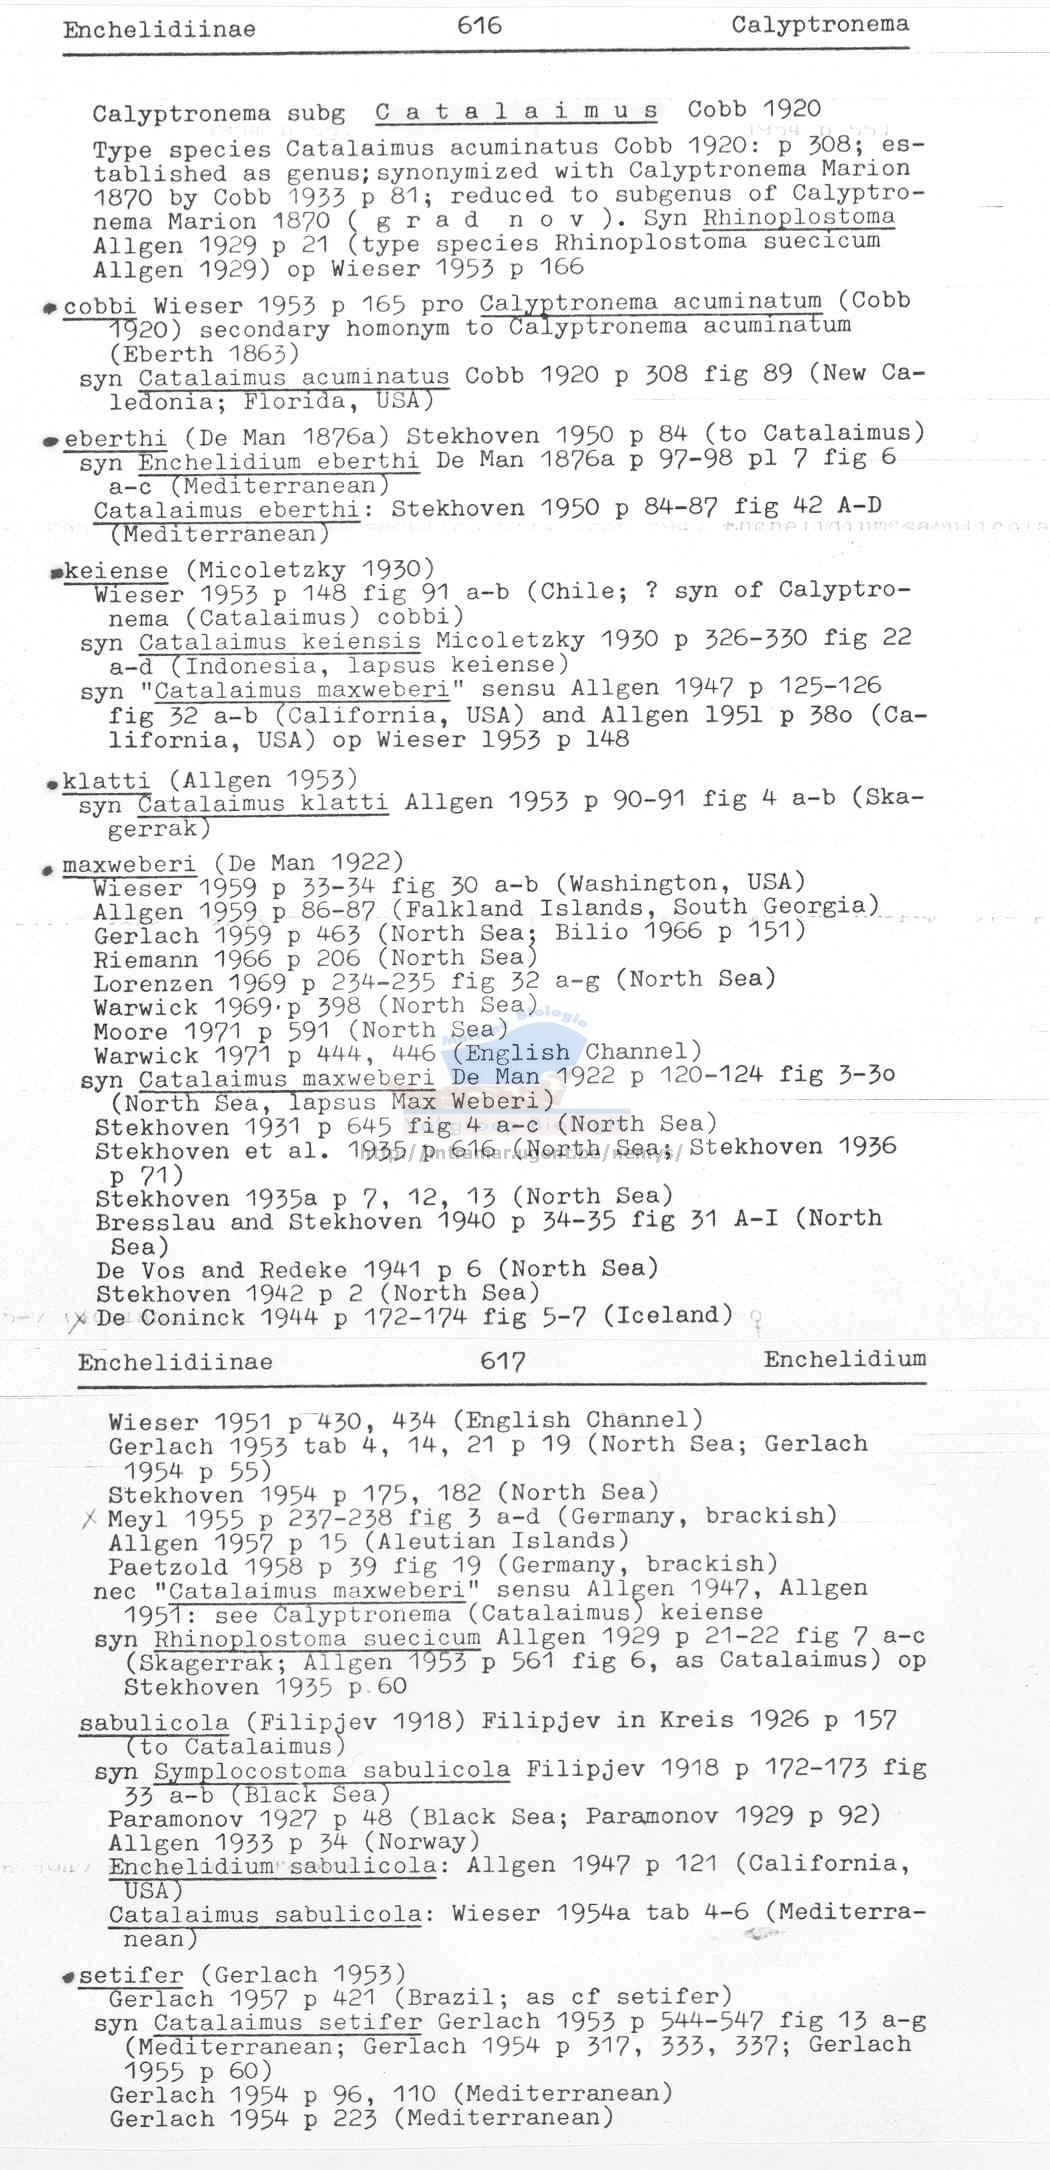 Enchelidiinae 616 Calyptronema
Calyptronema subg C a t a l a i m u s Cobb 1920
Type species Catalaimus acuminatus Cobb 1920: p 308; es-
tablished as genus; synonymized with Calyptronema Marion
1870 by Cobb 1933 p 81; reduced to subgenus of Calyptro-
nema Marion 1870 ( g r a d n o v ). Syn Rhinoplostoma
Allgen 1929 p 21 (type species Rhinoplostoma suecicum
Allgen 1929) op Wieser 1953 p 166
cobbi Wieser 1953 p 165 pro Calyptronema acuminatum (Cobb
1920) secondary homonym to Calyptronema acuminatum
(Eberth 1863)
syn Catalaimus acuminatus Cobb 1920 p 308 fig 89 (New Ca-
ledonia; Florida, USA)
eberthi (De Man 1876a) Stekhoven 1950 p 84 (to Catalaimus)
syn Enchelidium eberthi De Man 1876a p 97-98 pl 7 fig 6
a-c (Mediterranean)
Catalaimus eberthi: Stekhoven 1950 p 84-87 fig 42 A-D
(Mediterranean)
keiense (Micoletzky 1930)
Wieser 1953 p 148 fig 91 a-b (Chile; ? syn of Calyptro-
nema (Catalaimus) cobbi)
syn Catalaimus keiensis Micoletzky 1930 p 326-330 fig 22
a-d (Indonesia, lapsus keiense)
syn "Catalaimus maxweberi" sensu Allgen 1947 p 125-126
fig 32 a-b (California, USA) and Allgen 1951 p 38o (Ca-
lifornia, USA) op Wieser 1953 p 148
klatti (Allgen 1953)
syn Catalaimus klatti Allgen 1953 p 90-91 fig 4 a-b (Ska-
gerrak)
maxweberi (De Man 1922)
Wieser 1959 p 33-34 fig 30 a-b (Washington, USA)
Allgen 1959 p 86-87 (Falkland Islands, South Georgia)
Gerlach 1959 p 463 (North Sea; Bilio 1966 p 151)
Riemann 1966 p 206 (North Sea)
Lorenzen 1969 p 234-235 fig 32 a-g (North Sea)
Warwick 1969 p 398 (North Sea)
Moore 1971 p 591 (North Sea)
Warwick 1971 p 444, 446 (English Channel)
syn Catalaimus maxweberi De Man 1922 p 120-124 fig 3-3o
(North Sea, lapsus Max Weberi)
Stekhoven 1931 p 645 fig 4 a-c (North Sea)
Stekhoven et al. 1935 p 616 (North Sea; Stekhoven 1936
p 71)
Stekhoven 1935a p 7, 12, 13 (North Sea)
Bresslau and Stekhoven 1940 p 34-35 fig 31 A-I (North
Sea)
De Vos and Redeke 1941 p 6 (North Sea)
Stekhoven 1942 p 2 (North Sea)
x De Coninck 1944 p 172-174 fig 5-7 (Iceland) ♀
Enchelidiinae 617 Enchelidium
Wieser 1951 p 430, 434 (English Channel)
Gerlach 1953 tab 4, 14, 21 p 19 (North Sea; Gerlach
1954 p 55)
Stekhoven 1954 p 175, 182 (North Sea)
x Meyl 1955 p 237-238 fig 3 a-d (Germany, brackish)
Allgen 1957 p 15 (Aleutian Islands)
Paetzold 1958 p 39 fig 19 (Germany, brackish)
nec "Catalaimus maxweberi" sensu Allgen 1947, Allgen
1951: see Calyptronema (Catalaimus) keiense
syn Rhinoplostoma suecicum Allgen 1929 p 21-22 fig 7 a-c
(Skagerrak; Allgen 1953 p 561 fig 6, as Catalaimus) op
Stekhoven 1935 p 60
sabulicola (Filipjev 1918) Filipjev in Kreis 1926 p 157
(to Catalaimus)
syn Symplocostoma sabulicola Filipjev 1918 p 172-173 fig
33 a-b (Black Sea)
Paramonov 1927 p 48 (Black Sea; Paramonov 1929 p 92)
Allgen 1933 p 34 (Norway)
Enchelidium sabulicola: Allgen 1947 p 121 (California,
USA)
Catalaimus sabulicola: Wieser 1954a tab 4-6 (Mediterra-
nean)
setifer (Gerlach 1953)
Gerlach 1957 p 421 (Brazil; as cf setifer)
syn Catalaimus setifer Gerlach 1953 p 544-547 fig 13 a-g
(Mediterranean; Gerlach 1954 p 317, 333, 337; Gerlach
1955 p 60)
Gerlach 1954 p 96, 110 (Mediterranean)
Gerlach 1954 p 223 (Mediterranean)